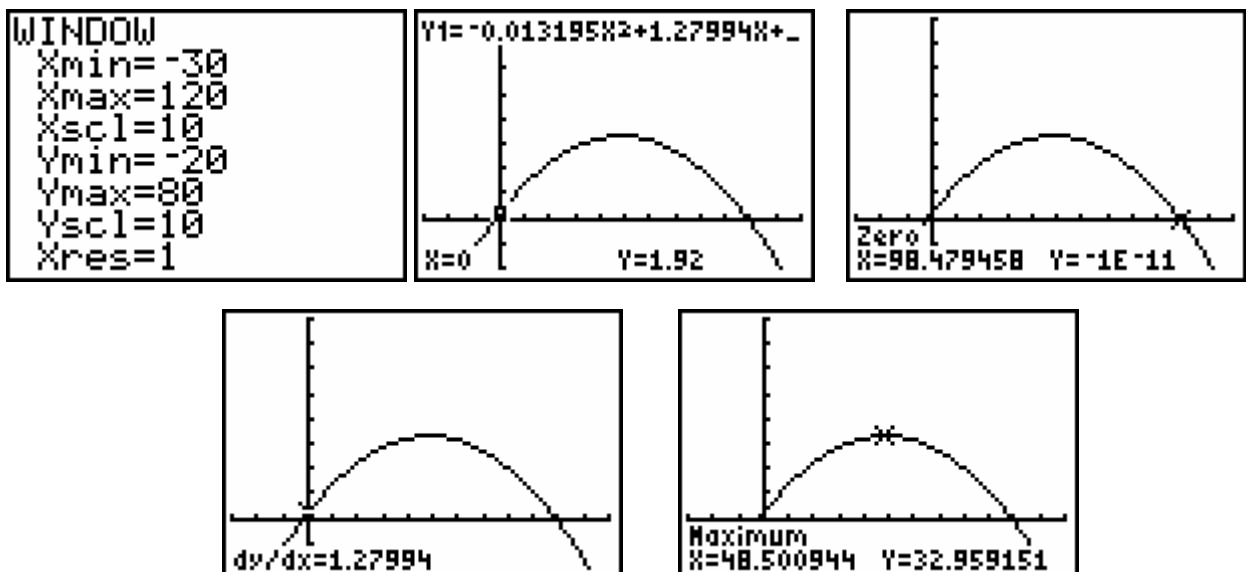 WINDOW
Xmin=-30
Xmax=120
Xscl=10
Ymin=-20
Ymax=80
Yscl=10
Xres=1
Y1=-0.013195X²+1.27994X+…
X=0 Y=1.92
Zero
X=98.479458 Y=-1E-11
dy/dx=1.27994
Maximum
X=48.500944 Y=32.959151